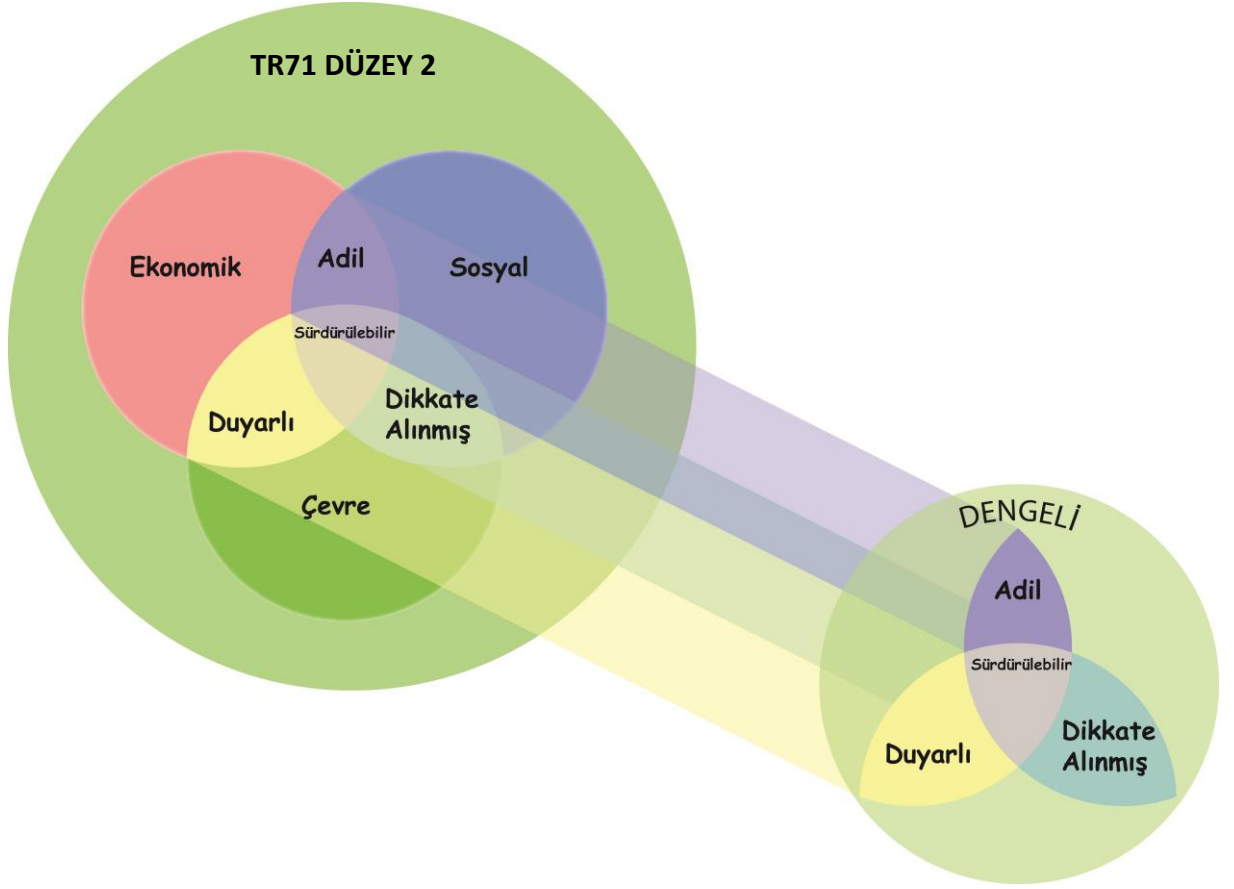 TR71 DÜZEY 2
Ekonomik
Adil
Sosyal
Sürdürülebilir
Duyarlı
Dikkate
Alınmış
Çevre
DENGELİ
Adil
Sürdürülebilir
Duyarlı
Dikkate
Alınmış